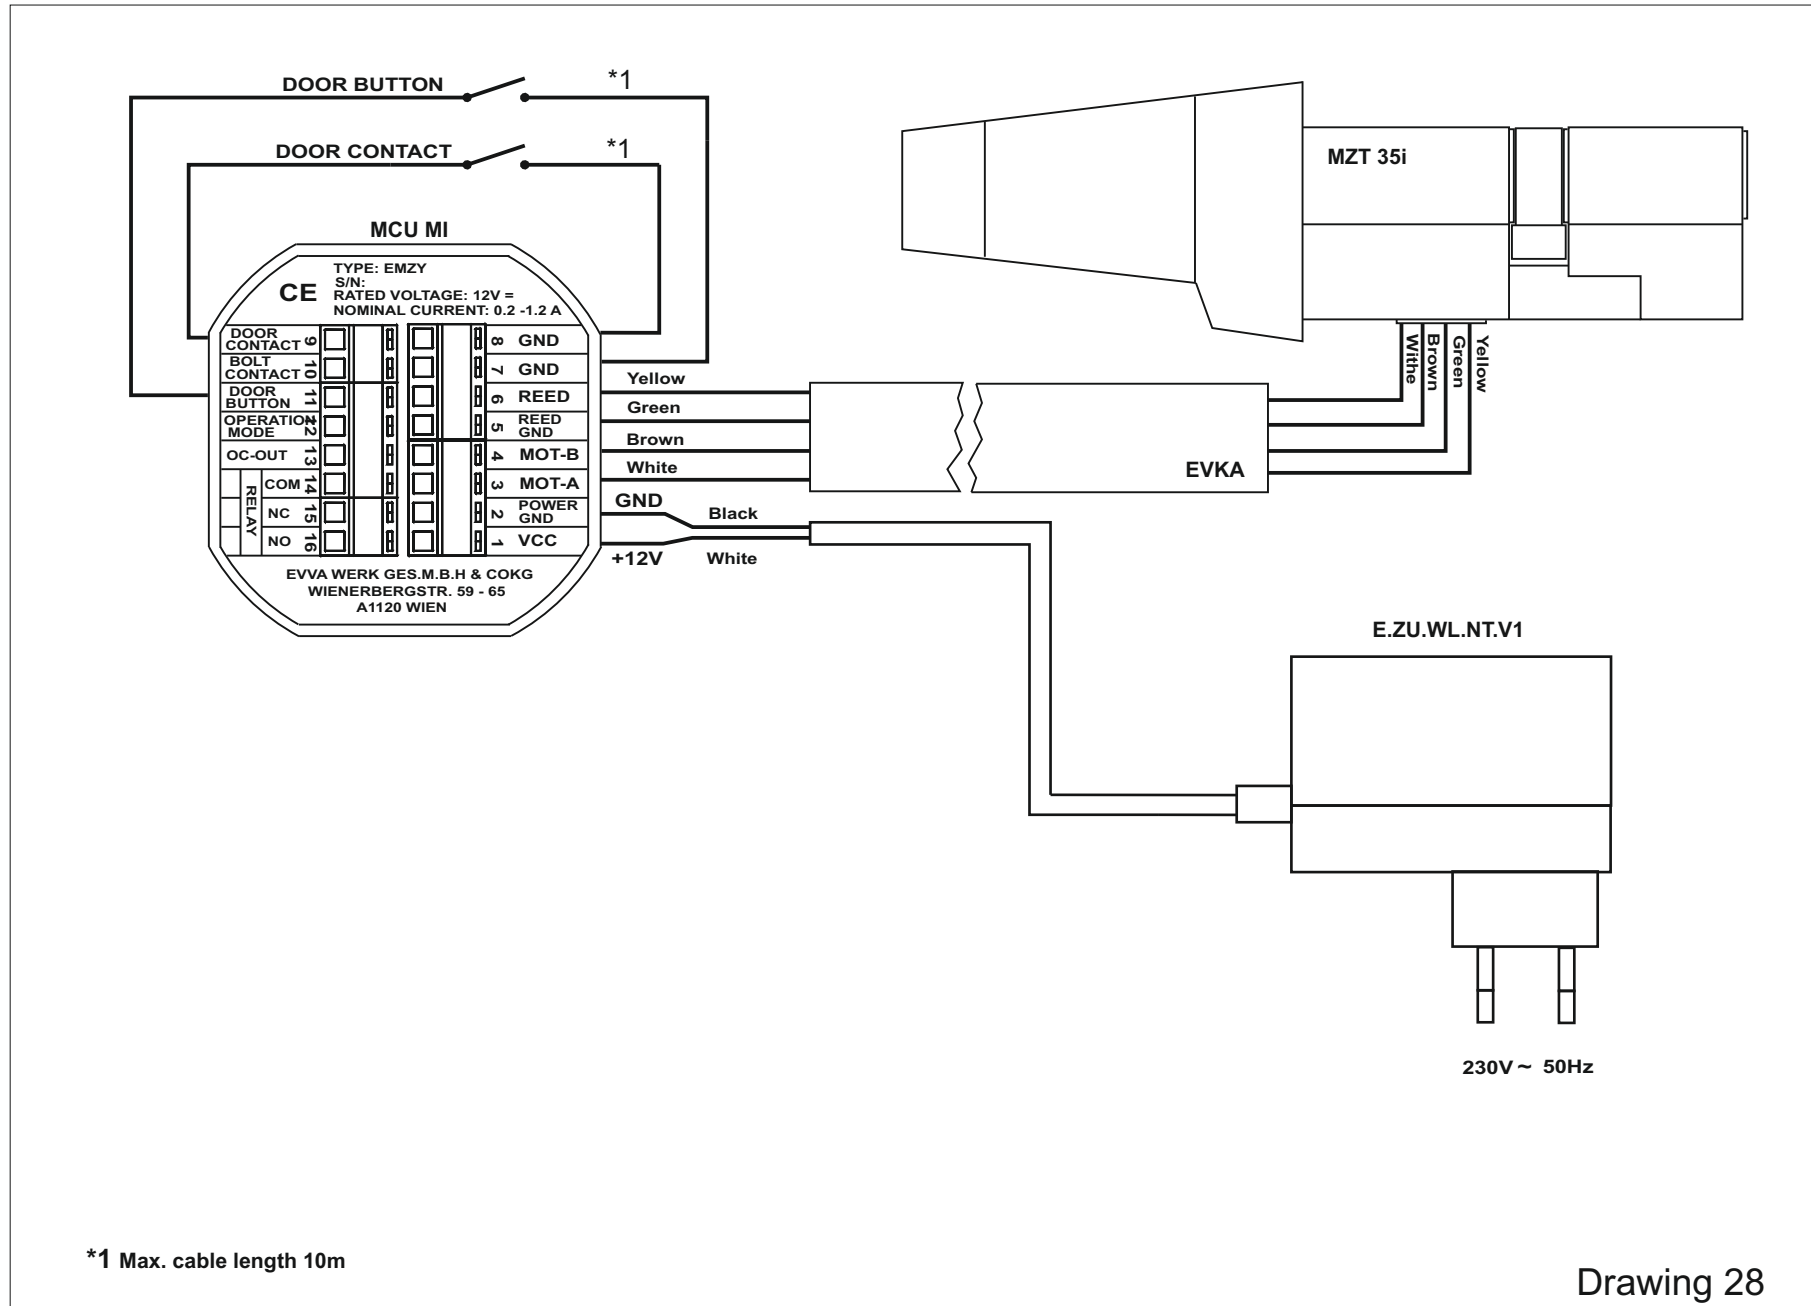 DOOR BUTTON
*1
DOOR CONTACT
*1
MCU MI
TYPE: EMZY
S/N:
CE
RATED VOLTAGE: 12V =
NOMINAL CURRENT: 0.2 -1.2 A
DOOR
CONTACT
9
BOLT
CONTACT
10
DOOR
BUTTON
11
OPERATION
MODE
12
OC-OUT
13
RELAY
COM
14
NC
15
NO
16
8
GND
7
GND
6
REED
5
REED
GND
4
MOT-B
3
MOT-A
2
POWER
GND
1
VCC
EVVA WERK GES.M.B.H & COKG
WIENERBERGSTR. 59 - 65
A1120 WIEN
Yellow
Green
Brown
White
GND
Black
+12V
White
MZT 35i
Withe
Brown
Green
Yellow
EVKA
E.ZU.WL.NT.V1
230V ~ 50Hz
*1 Max. cable length 10m
Drawing 28